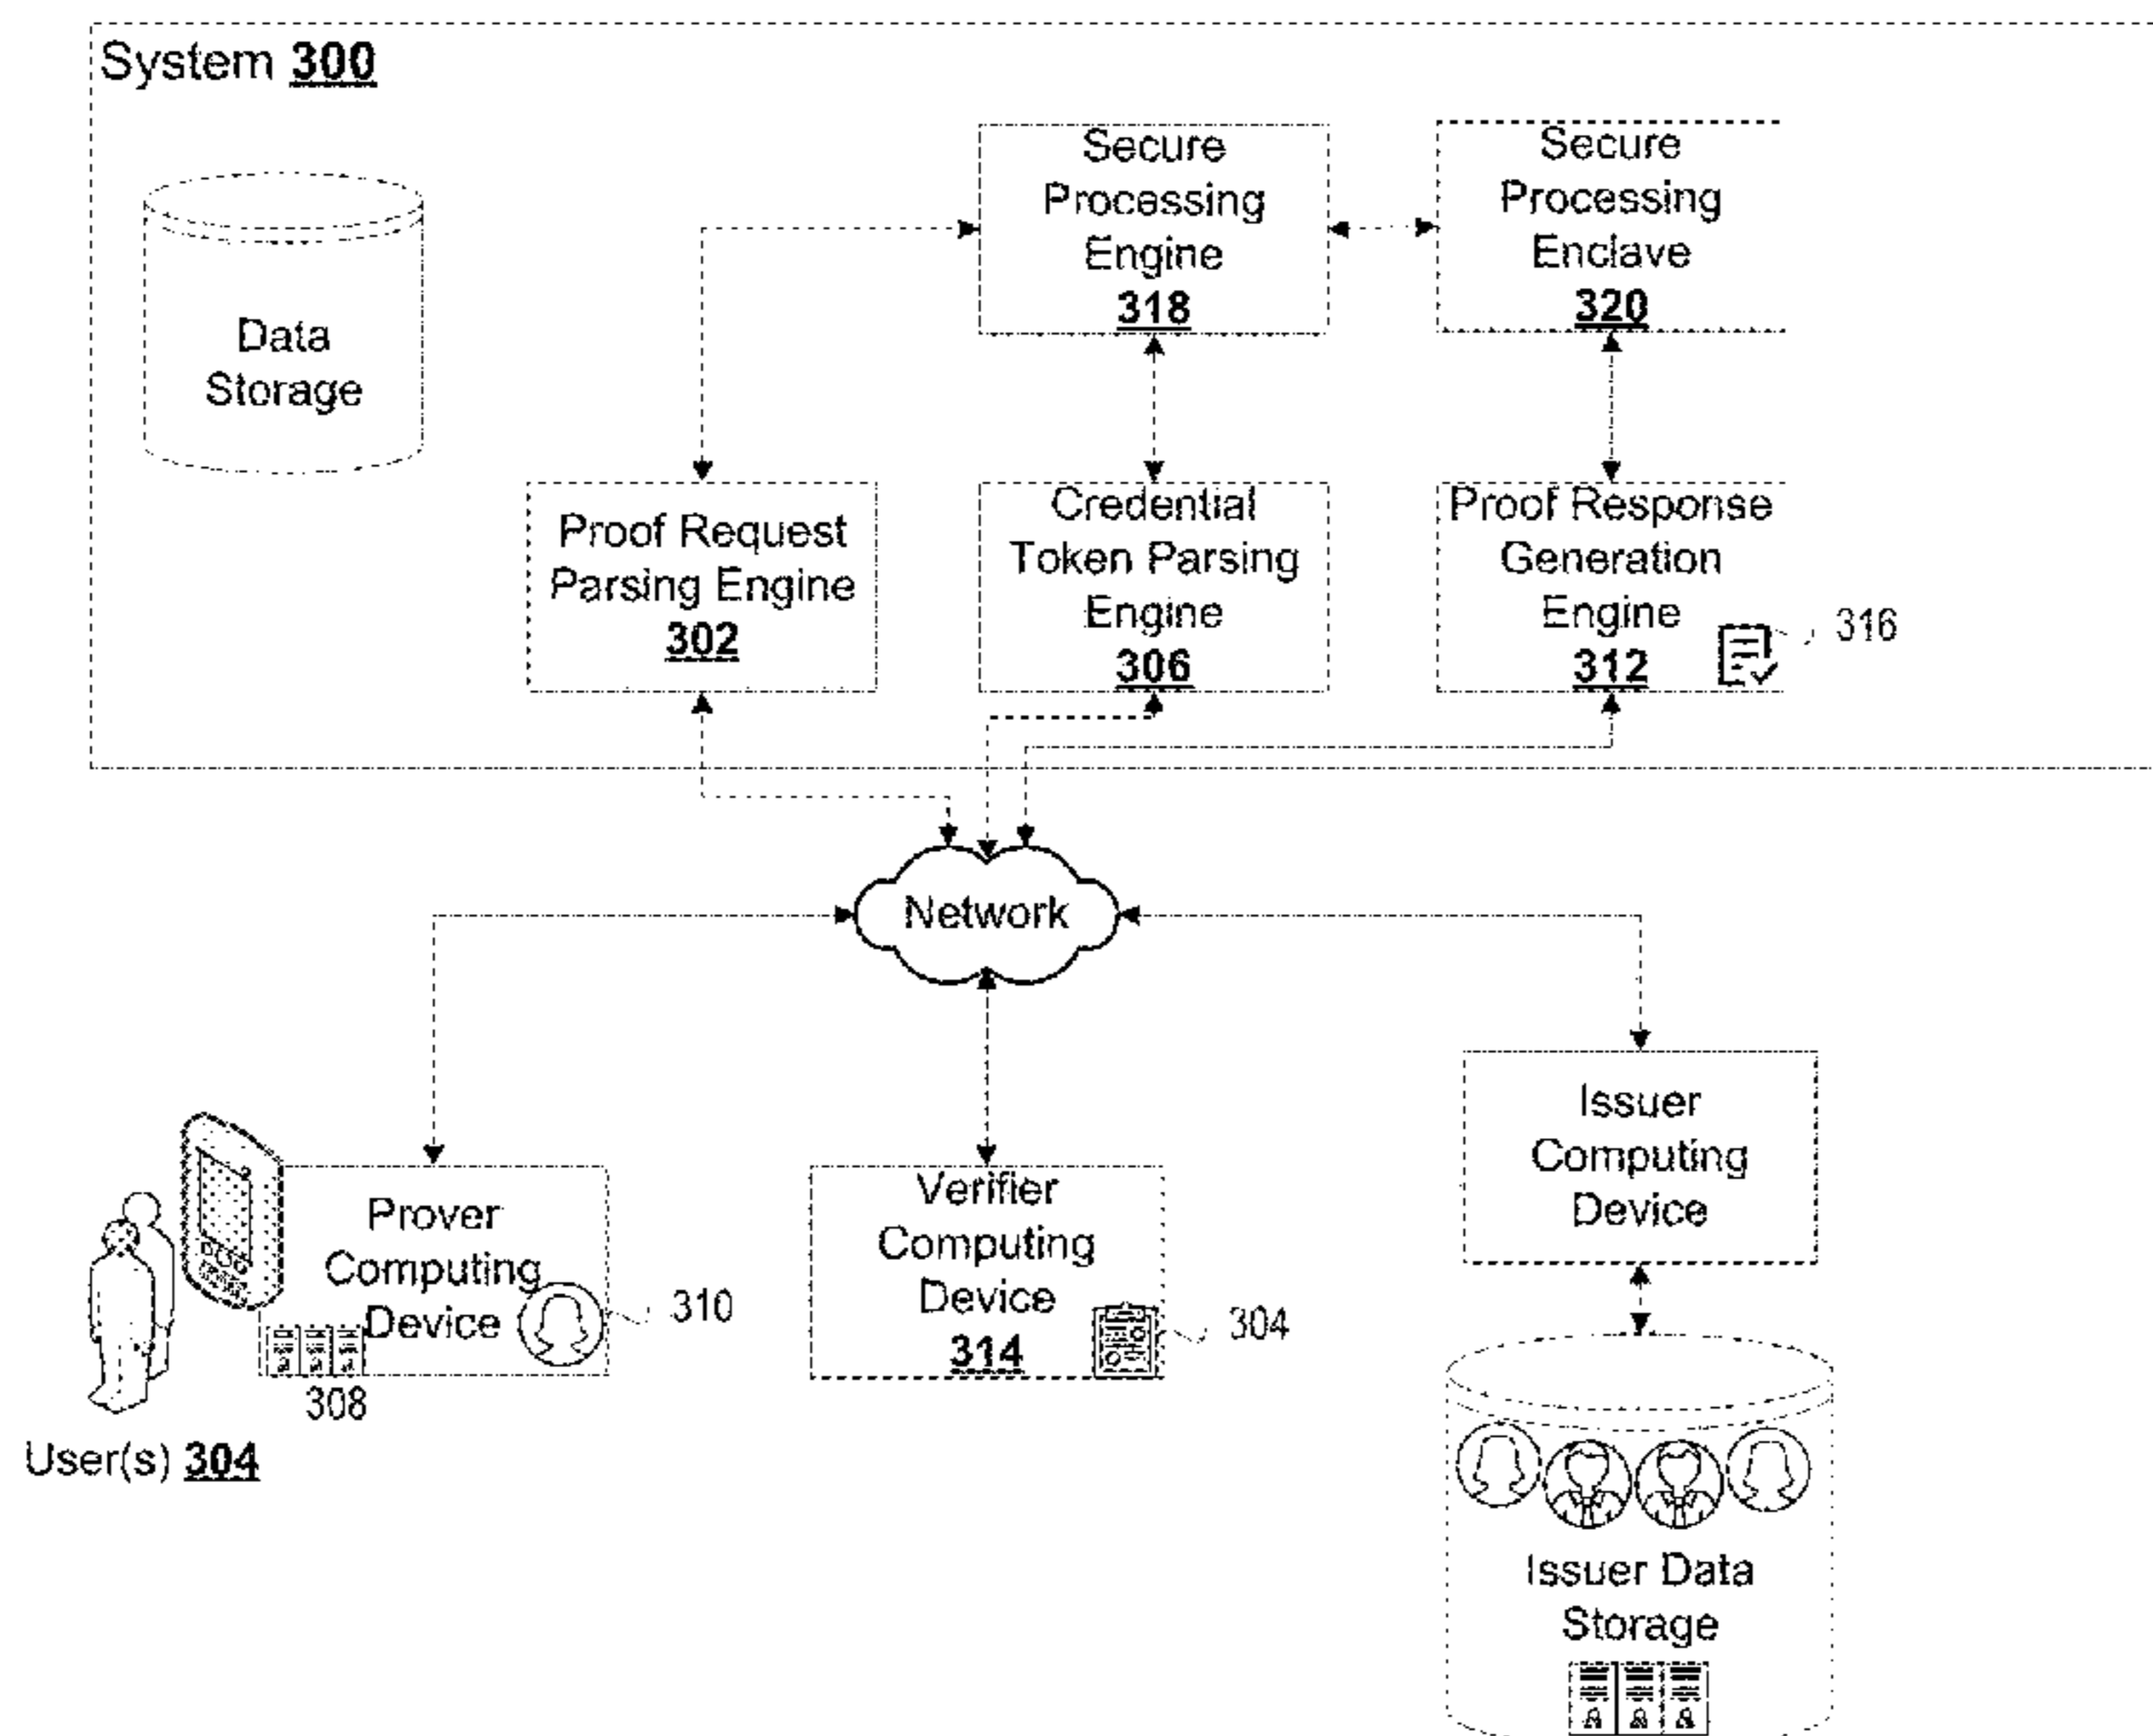 System 300
Data
Storage
Secure
Processing
Engine
318
Secure
Processing
Enclave
320
Proof Request
Parsing Engine
302
Credential
Token Parsing
Engine
306
Proof Response
Generation
Engine
312
316
Network
Prover
Computing
Device
310
308
User(s) 304
Verifier
Computing
Device
314
304
Issuer
Computing
Device
Issuer Data
Storage